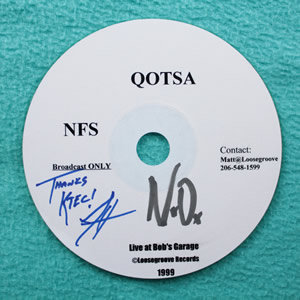 QOTSA
NFS
Broadcast ONLY
Contact:
Matt@Loosegroove
206-548-1599
THANKS
Live at Bob's Garage
©Loosegroove Records
1999